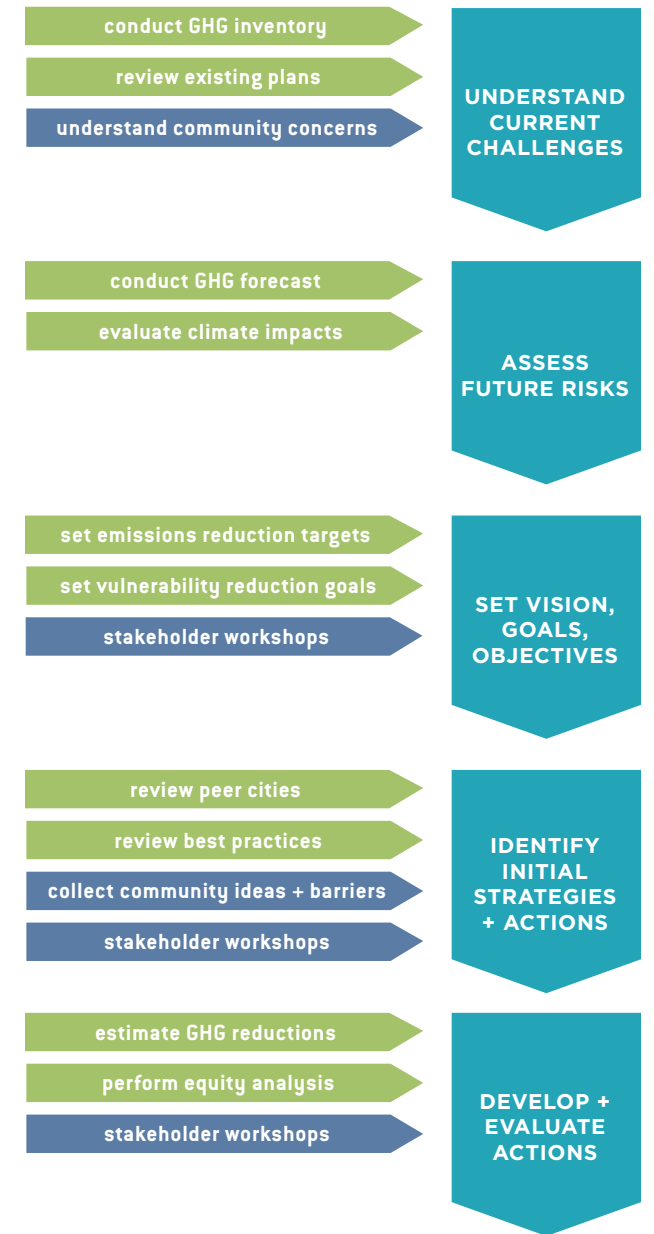 conduct GHG inventory
review existing plans
understand community concerns
UNDERSTAND
CURRENT
CHALLENGES
conduct GHG forecast
evaluate climate impacts
ASSESS
FUTURE RISKS
set emissions reduction targets
set vulnerability reduction goals
stakeholder workshops
SET VISION,
GOALS,
OBJECTIVES
review peer cities
review best practices
collect community ideas + barriers
stakeholder workshops
IDENTIFY
INITIAL
STRATEGIES
+ ACTIONS
estimate GHG reductions
perform equity analysis
stakeholder workshops
DEVELOP +
EVALUATE
ACTIONS